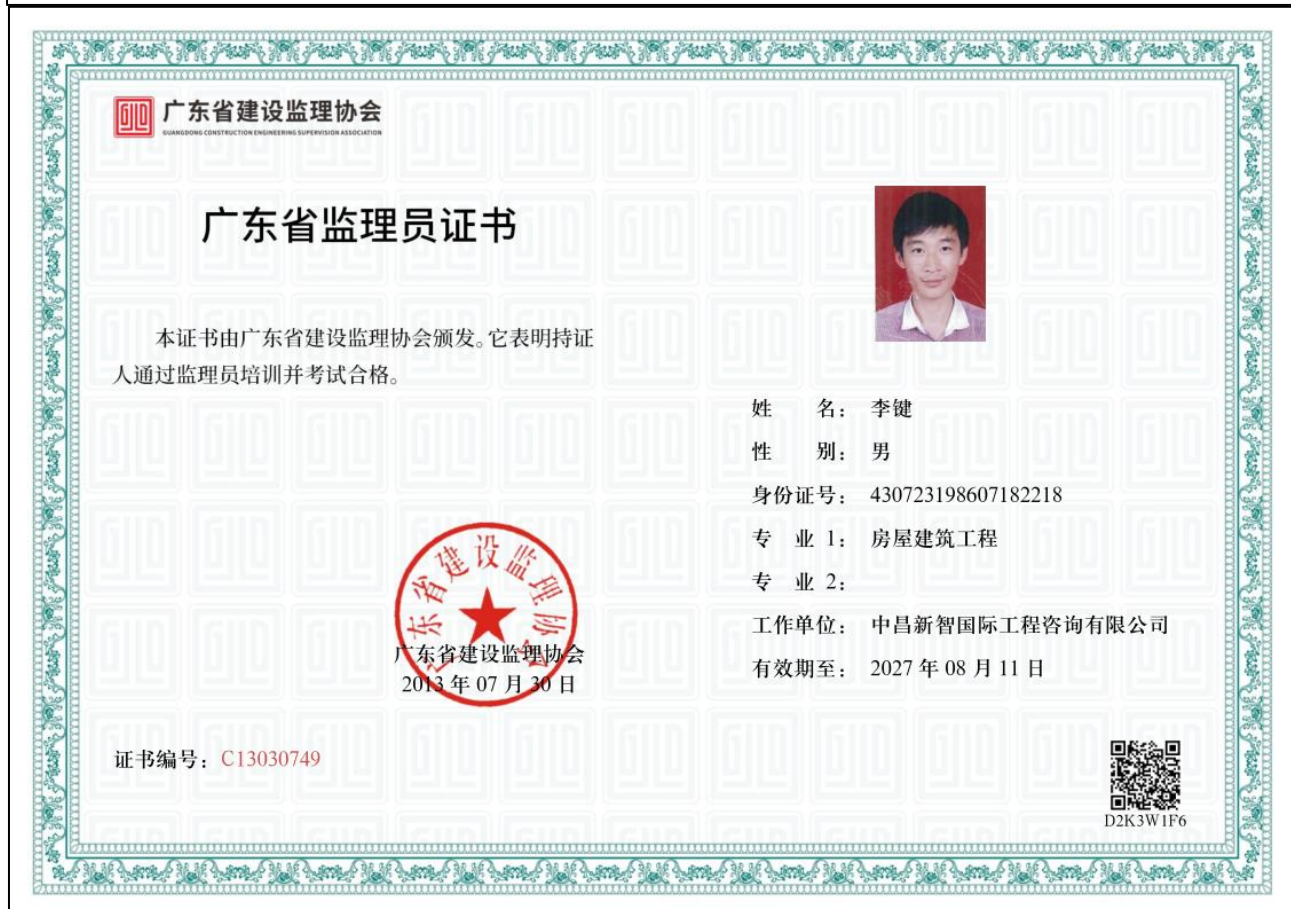 广东省建设监理协会
GUANGDONG CONSTRUCTION ENGINEERING SUPERVISION ASSOCIATION
广东省监理员证书
本证书由广东省建设监理协会颁发。它表明持证
人通过监理员培训并考试合格。
姓 名： 李键
性 别： 男
身份证号： 430723198607182218
专 业 1： 房屋建筑工程
专 业 2：
工作单位： 中昌新智国际工程咨询有限公司
有效期至： 2027 年 08 月 11 日
广东省建设监理协会
广东省建设监理协会
2013 年 07 月 30 日
证书编号：C13030749
D2K3W1F6